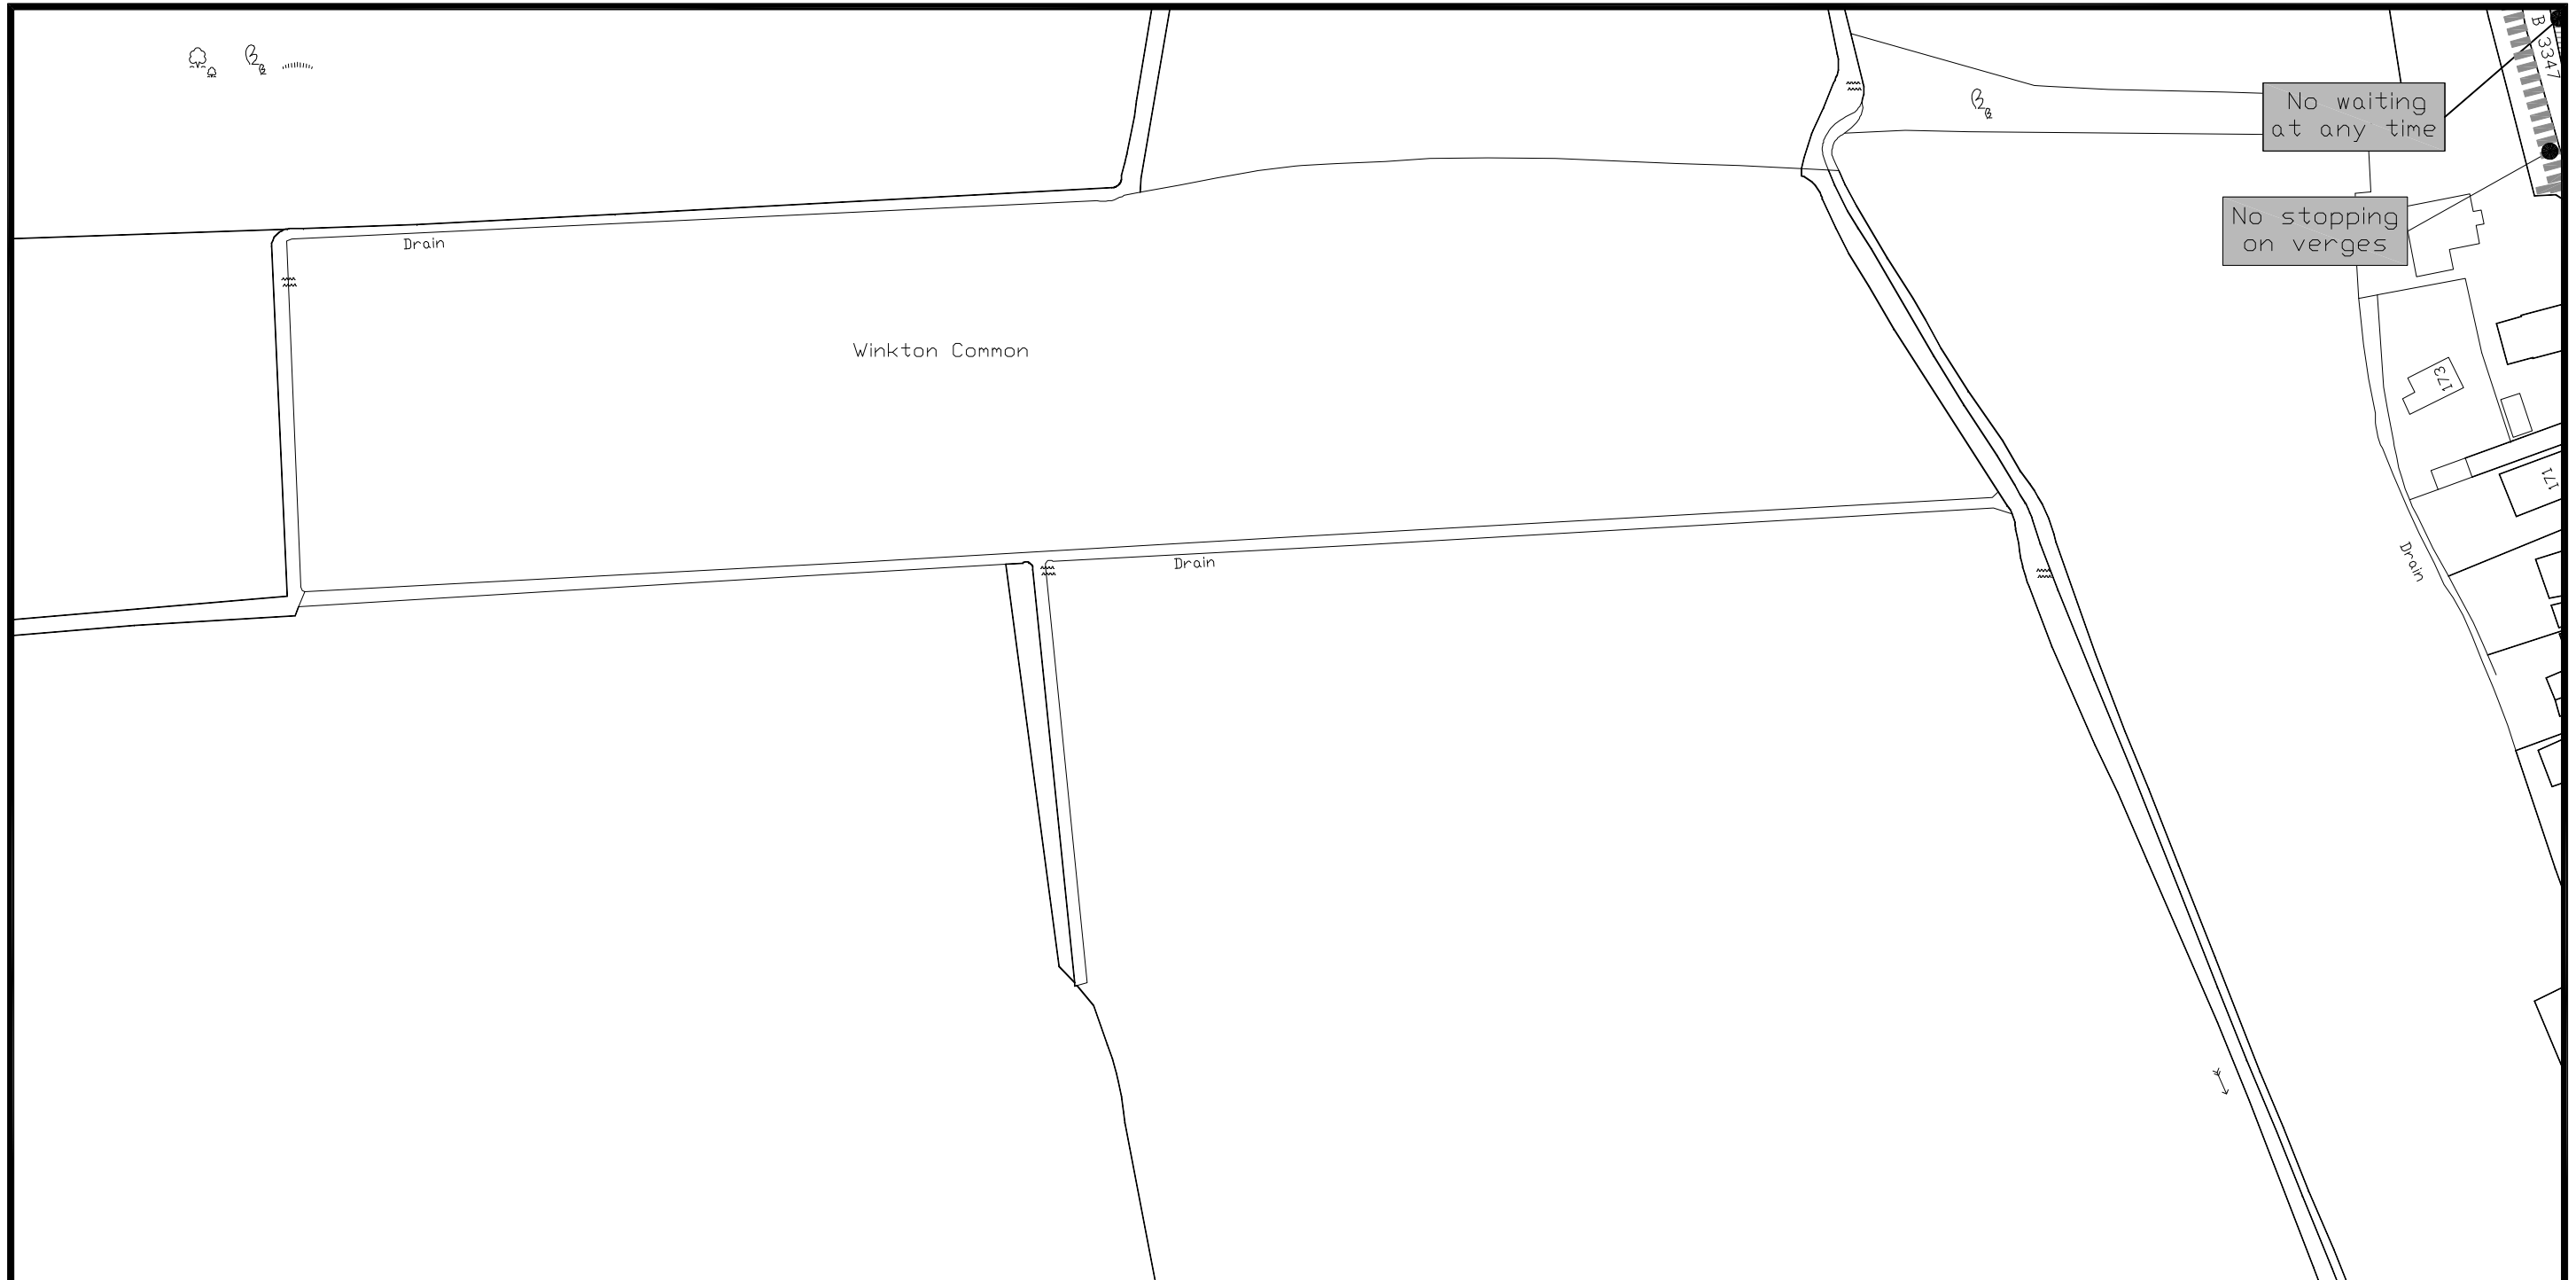 B 3347
No waiting
at any time
No stopping
on verges
Drain
Winkton Common
173
171
Drain
Drain